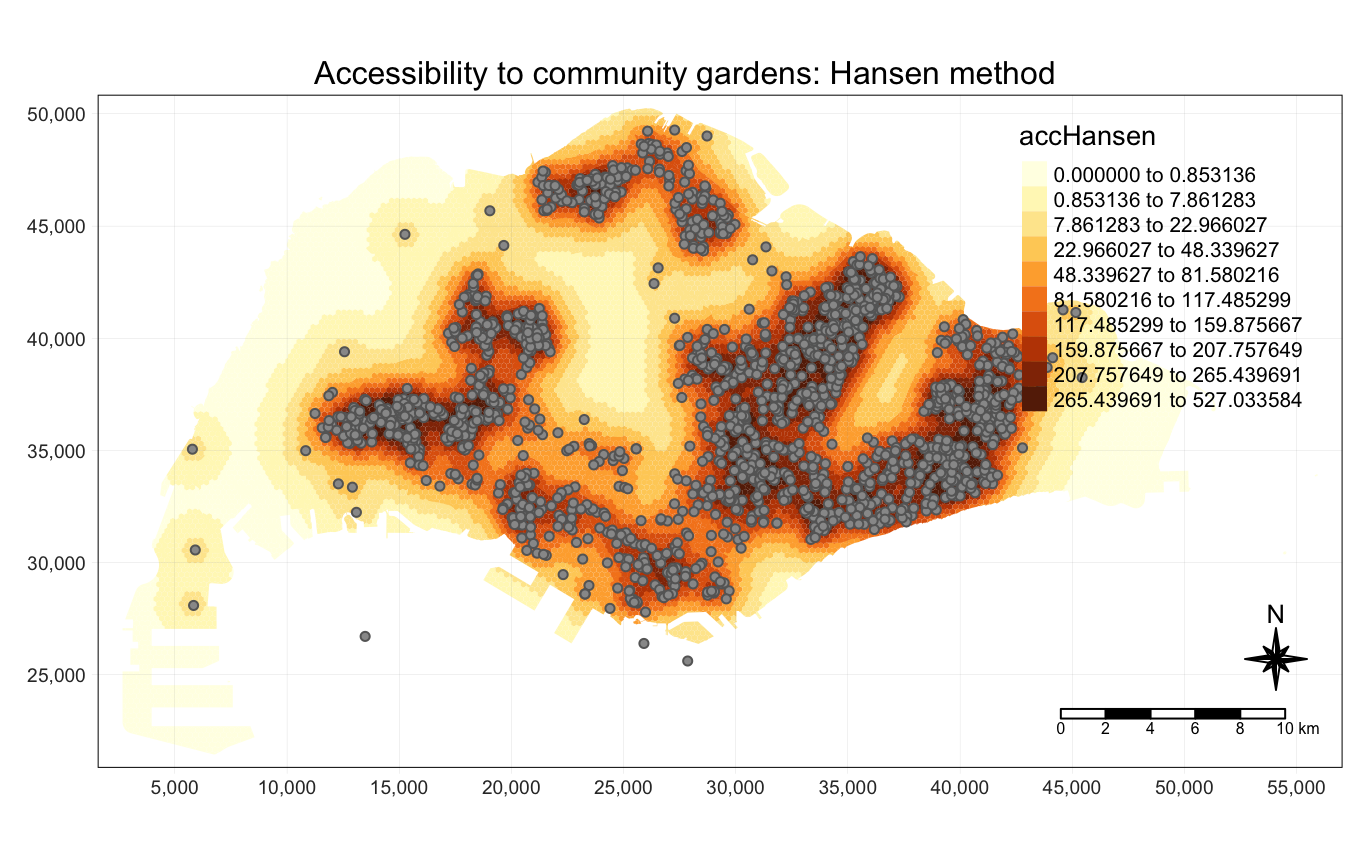 Accessibility to community gardens: Hansen method
accHansen
0.000000 to 0.853136
0.853136 to 7.861283
7.861283 to 22.966027
22.966027 to 48.339627
48.339627 to 81.580216
81.580216 to 117.485299
117.485299 to 159.875667
159.875667 to 207.757649
207.757649 to 265.439691
265.439691 to 527.033584
50,000
45,000
40,000
35,000
30,000
25,000
N
0 2 4 6 8 10 km
5,000 10,000 15,000 20,000 25,000 30,000 35,000 40,000 45,000 50,000 55,000